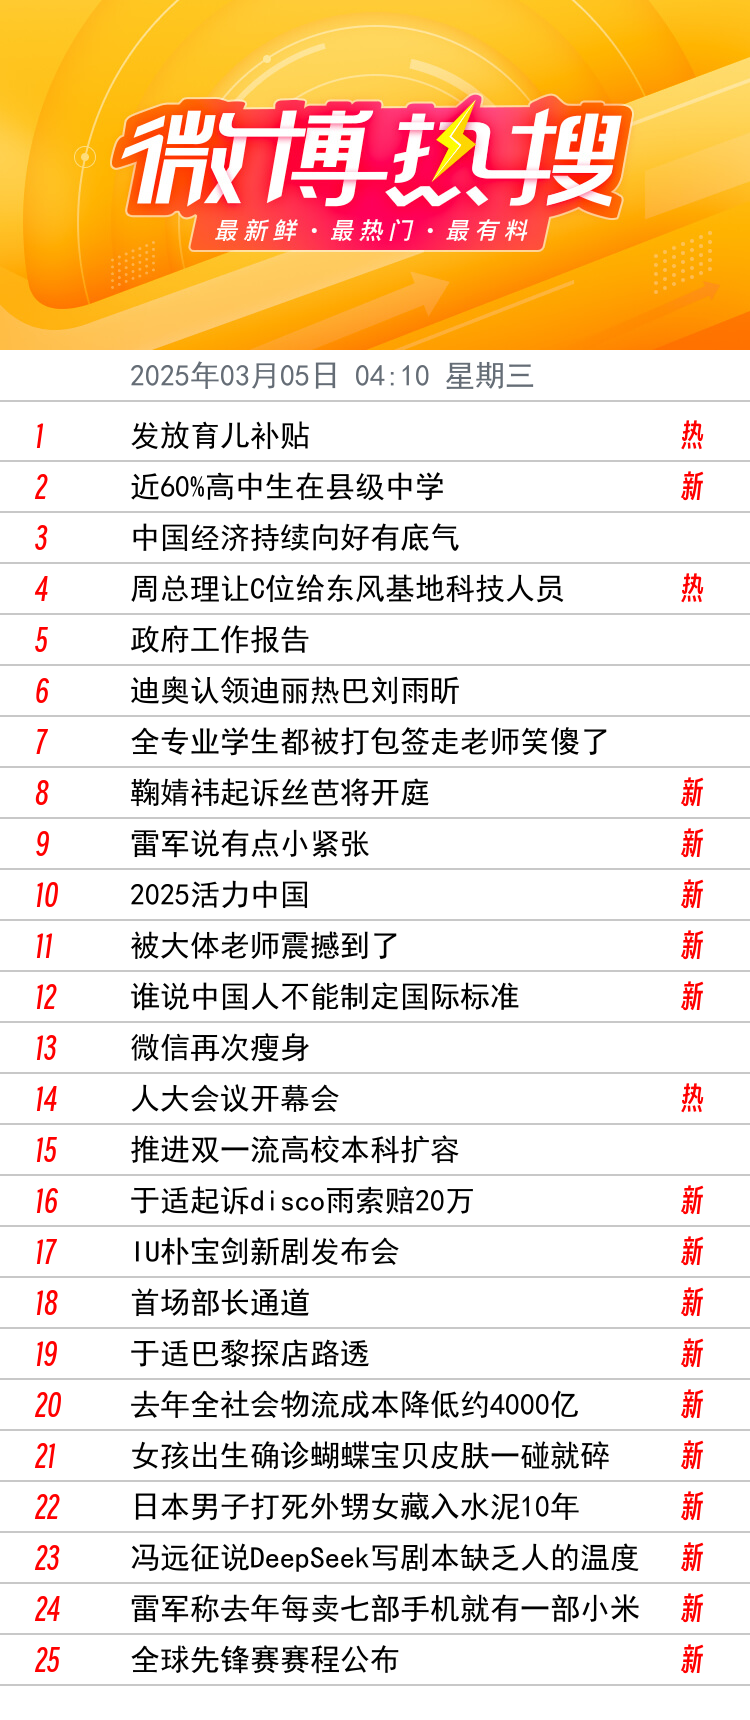 微博热搜
最新鲜·最热门·最有料
2025年03月05日 04:10 星期三
1 发放育儿补贴 热
2 近60%高中生在县级中学 新
3 中国经济持续向好有底气
4 周总理让C位给东风基地科技人员 热
5 政府工作报告
6 迪奥认领迪丽热巴刘雨昕
7 全专业学生都被打包签走老师笑傻了
8 鞠婧祎起诉丝芭将开庭 新
9 雷军说有点小紧张 新
10 2025活力中国 新
11 被大体老师震撼到了 新
12 谁说中国人不能制定国际标准 新
13 微信再次瘦身
14 人大会议开幕会 热
15 推进双一流高校本科扩容
16 于适起诉disco雨索赔20万 新
17 IU朴宝剑新剧发布会 新
18 首场部长通道 新
19 于适巴黎探店路透 新
20 去年全社会物流成本降低约4000亿 新
21 女孩出生确诊蝴蝶宝贝皮肤一碰就碎 新
22 日本男子打死外甥女藏入水泥10年 新
23 冯远征说DeepSeek写剧本缺乏人的温度 新
24 雷军称去年每卖七部手机就有一部小米 新
25 全球先锋赛赛程公布 新